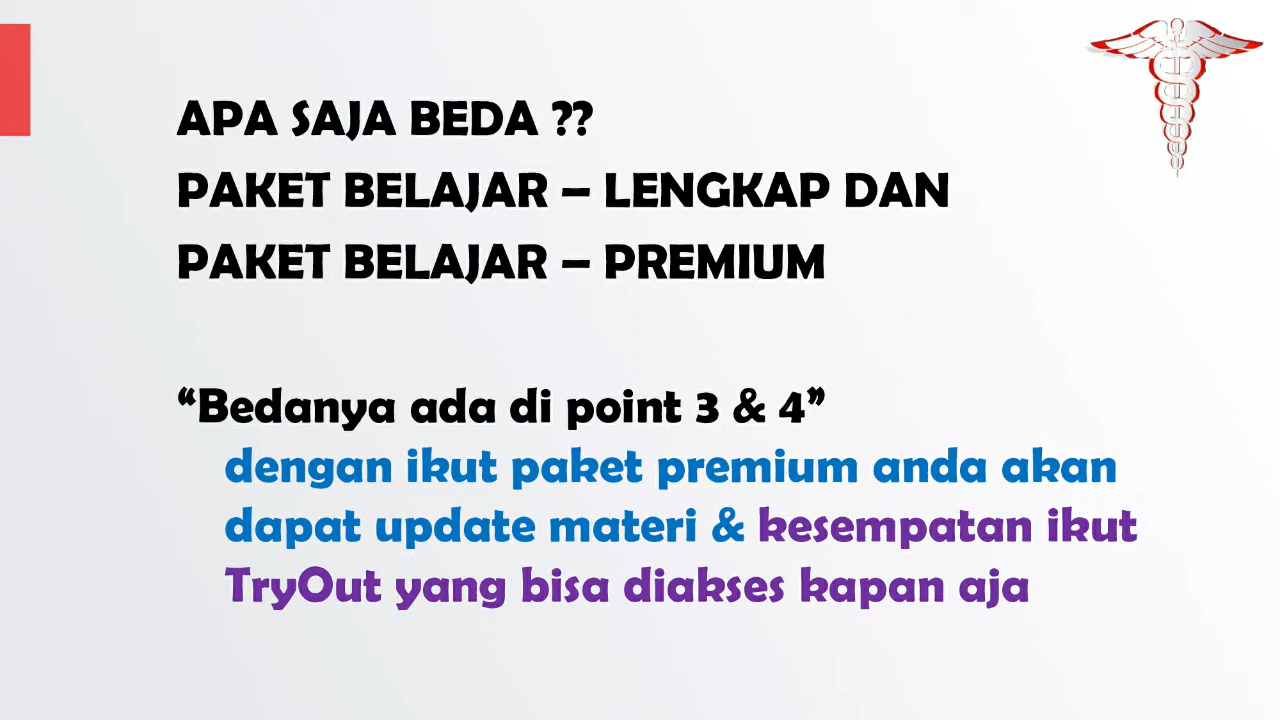 APA SAJA BEDA ??
PAKET BELAJAR – LENGKAP DAN
PAKET BELAJAR – PREMIUM
“Bedanya ada di point 3 & 4”
dengan ikut paket premium anda akan
dapat update materi & kesempatan ikut
TryOut yang bisa diakses kapan aja